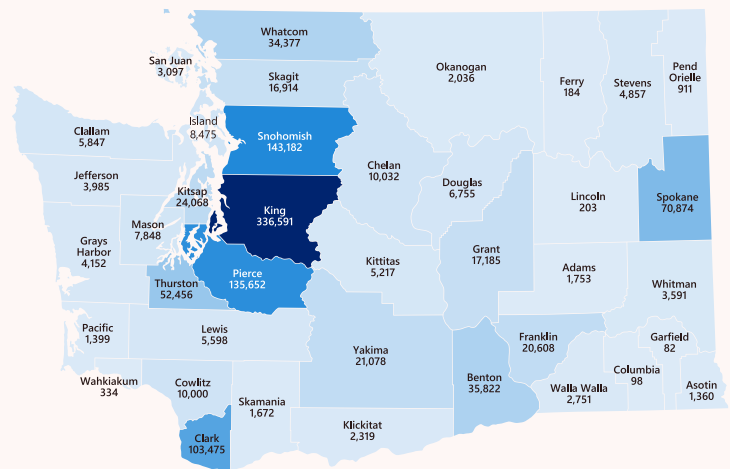 Whatcom
34,377
San Juan
3,097
Skagit
16,914
Okanogan
2,036
Ferry
184
Stevens
4,857
Pend
Orielle
911
Island
8,475
Clallam
5,847
Snohomish
143,182
Jefferson
3,985
Chelan
10,032
Douglas
6,755
Kitsap
24,068
King
336,591
Lincoln
203
Spokane
70,874
Mason
7,848
Grays
Harbor
4,152
Grant
17,185
Kittitas
5,217
Pierce
135,652
Adams
1,753
Thurston
52,456
Whitman
3,591
Pacific
1,399
Lewis
5,598
Yakima
21,078
Franklin
20,608
Garfield
82
Benton
35,822
Columbia
98
Wahkiakum
334
Cowlitz
10,000
Skamania
1,672
Walla Walla
2,751
Asotin
1,360
Klickitat
2,319
Clark
103,475